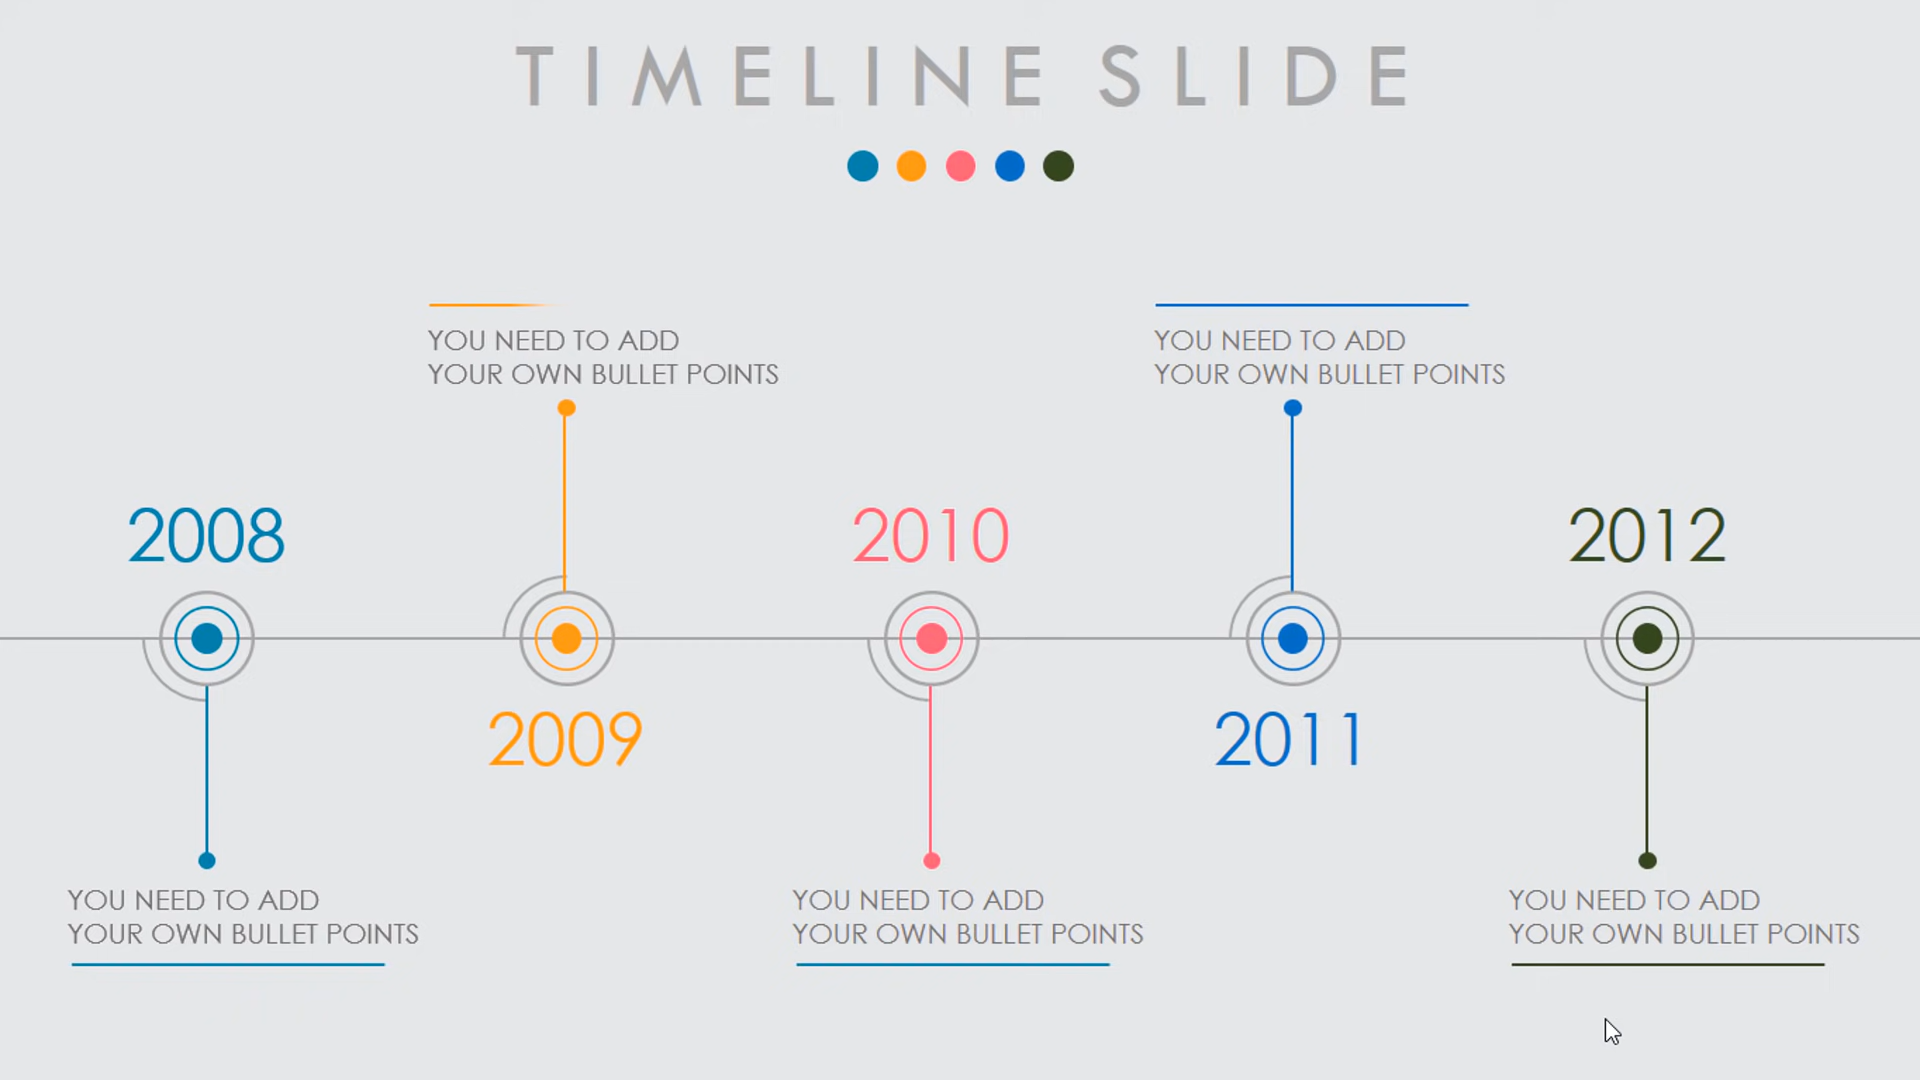 TIMELINE SLIDE
2008
YOU NEED TO ADD
YOUR OWN BULLET POINTS
YOU NEED TO ADD
YOUR OWN BULLET POINTS
2009
2010
YOU NEED TO ADD
YOUR OWN BULLET POINTS
YOU NEED TO ADD
YOUR OWN BULLET POINTS
2011
2012
YOU NEED TO ADD
YOUR OWN BULLET POINTS